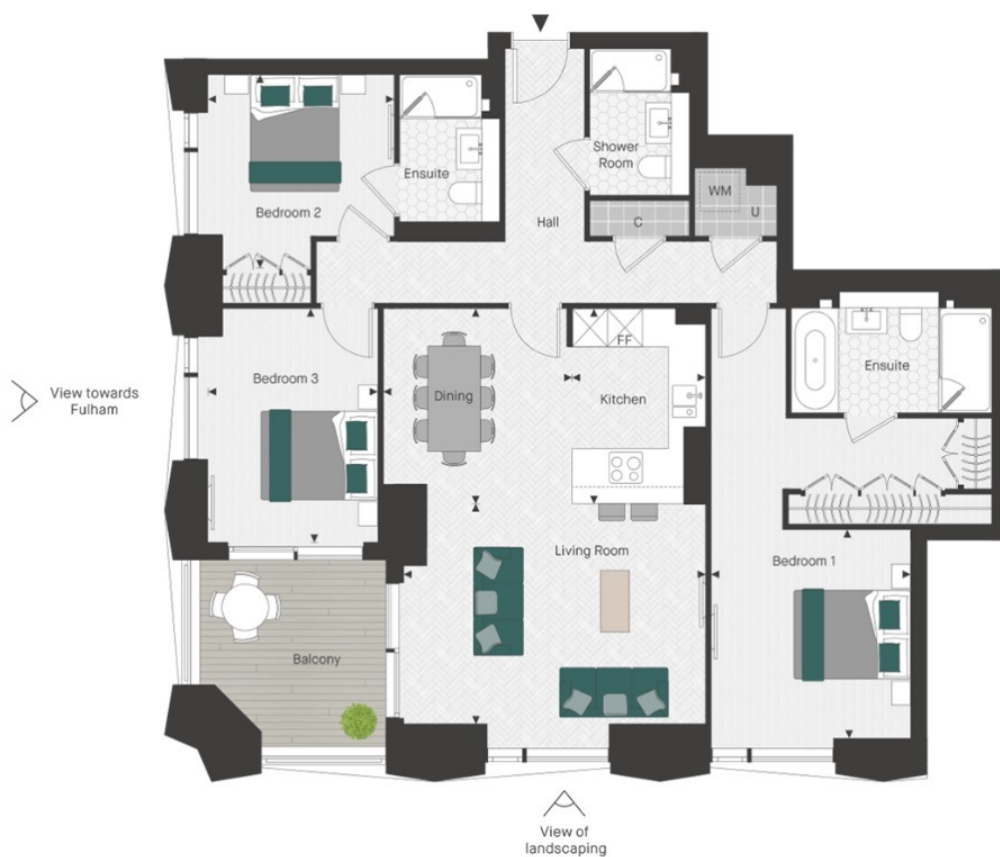 Shower
Room
WM
Ensuite
U
Bedroom 2
Hall
C
FF
Ensuite
Bedroom 3
View towards
Fulham
Dining
Kitchen
Living Room
Bedroom 1
Balcony
View of
landscaping